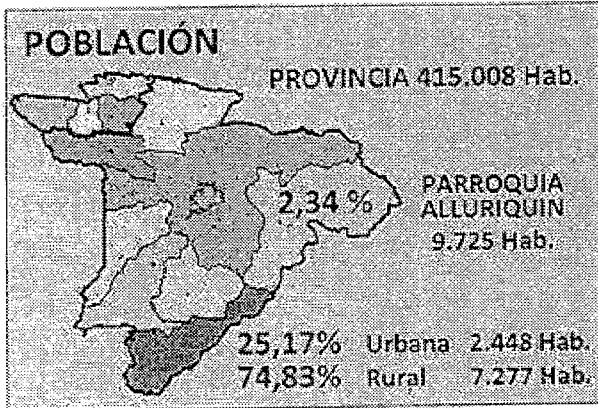 POBLACIÓN
PROVINCIA 415.008 Hab.
2,34 %
PARROQUIA
ALLURIQUIN
9.725 Hab.
25,17% Urbana 2.448 Hab.
74,83% Rural 7.277 Hab.